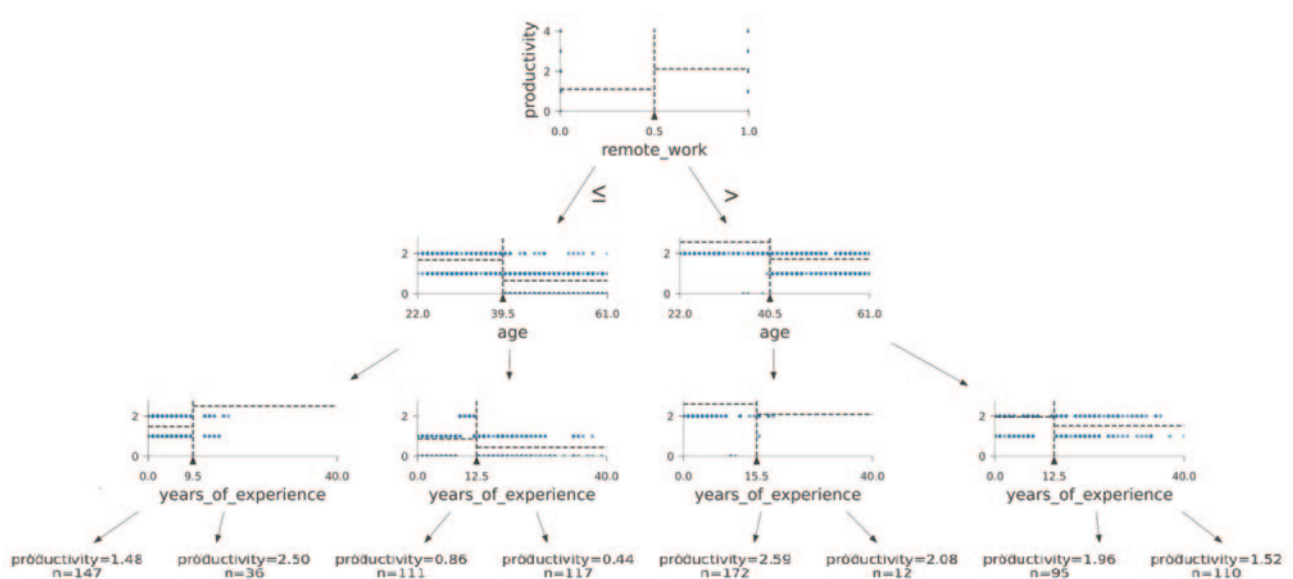 productivity
4
2
0
0.0 0.5 1.0
remote_work
≤ >
2
0
22.0 39.5 61.0
age
2
0
22.0 40.5 61.0
age
2
0
0.0 9.5 40.0
years_of_experience
2
0
0.0 12.5 40.0
years_of_experience
2
0
0.0 15.5 40.0
years_of_experience
2
0
0.0 12.5 40.0
years_of_experience
productivity=1.48
n=147
productivity=2.50
n=36
productivity=0.86
n=111
productivity=0.44
n=117
productivity=2.59
n=172
productivity=2.08
n=12
productivity=1.96
n=95
productivity=1.52
n=110